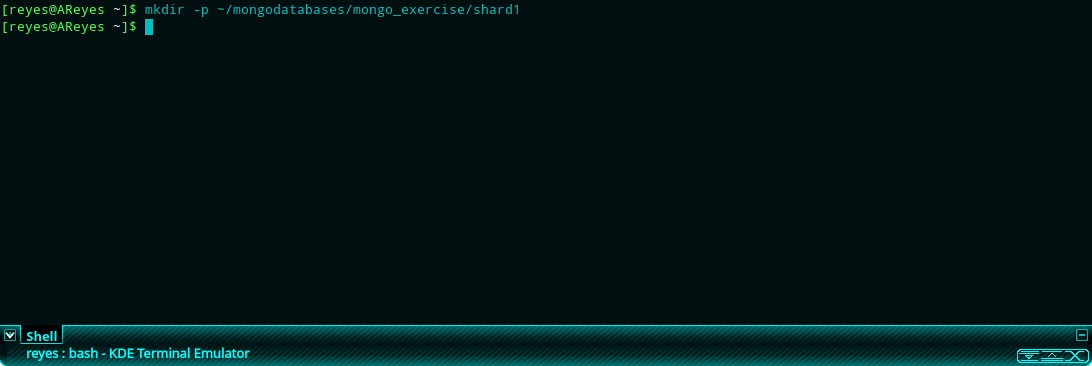 [reyes@AReyes ~]$ mkdir -p ~/mongodatabases/mongo_exercise/shard1
[reyes@AReyes ~]$
Shell
reyes : bash - KDE Terminal Emulator